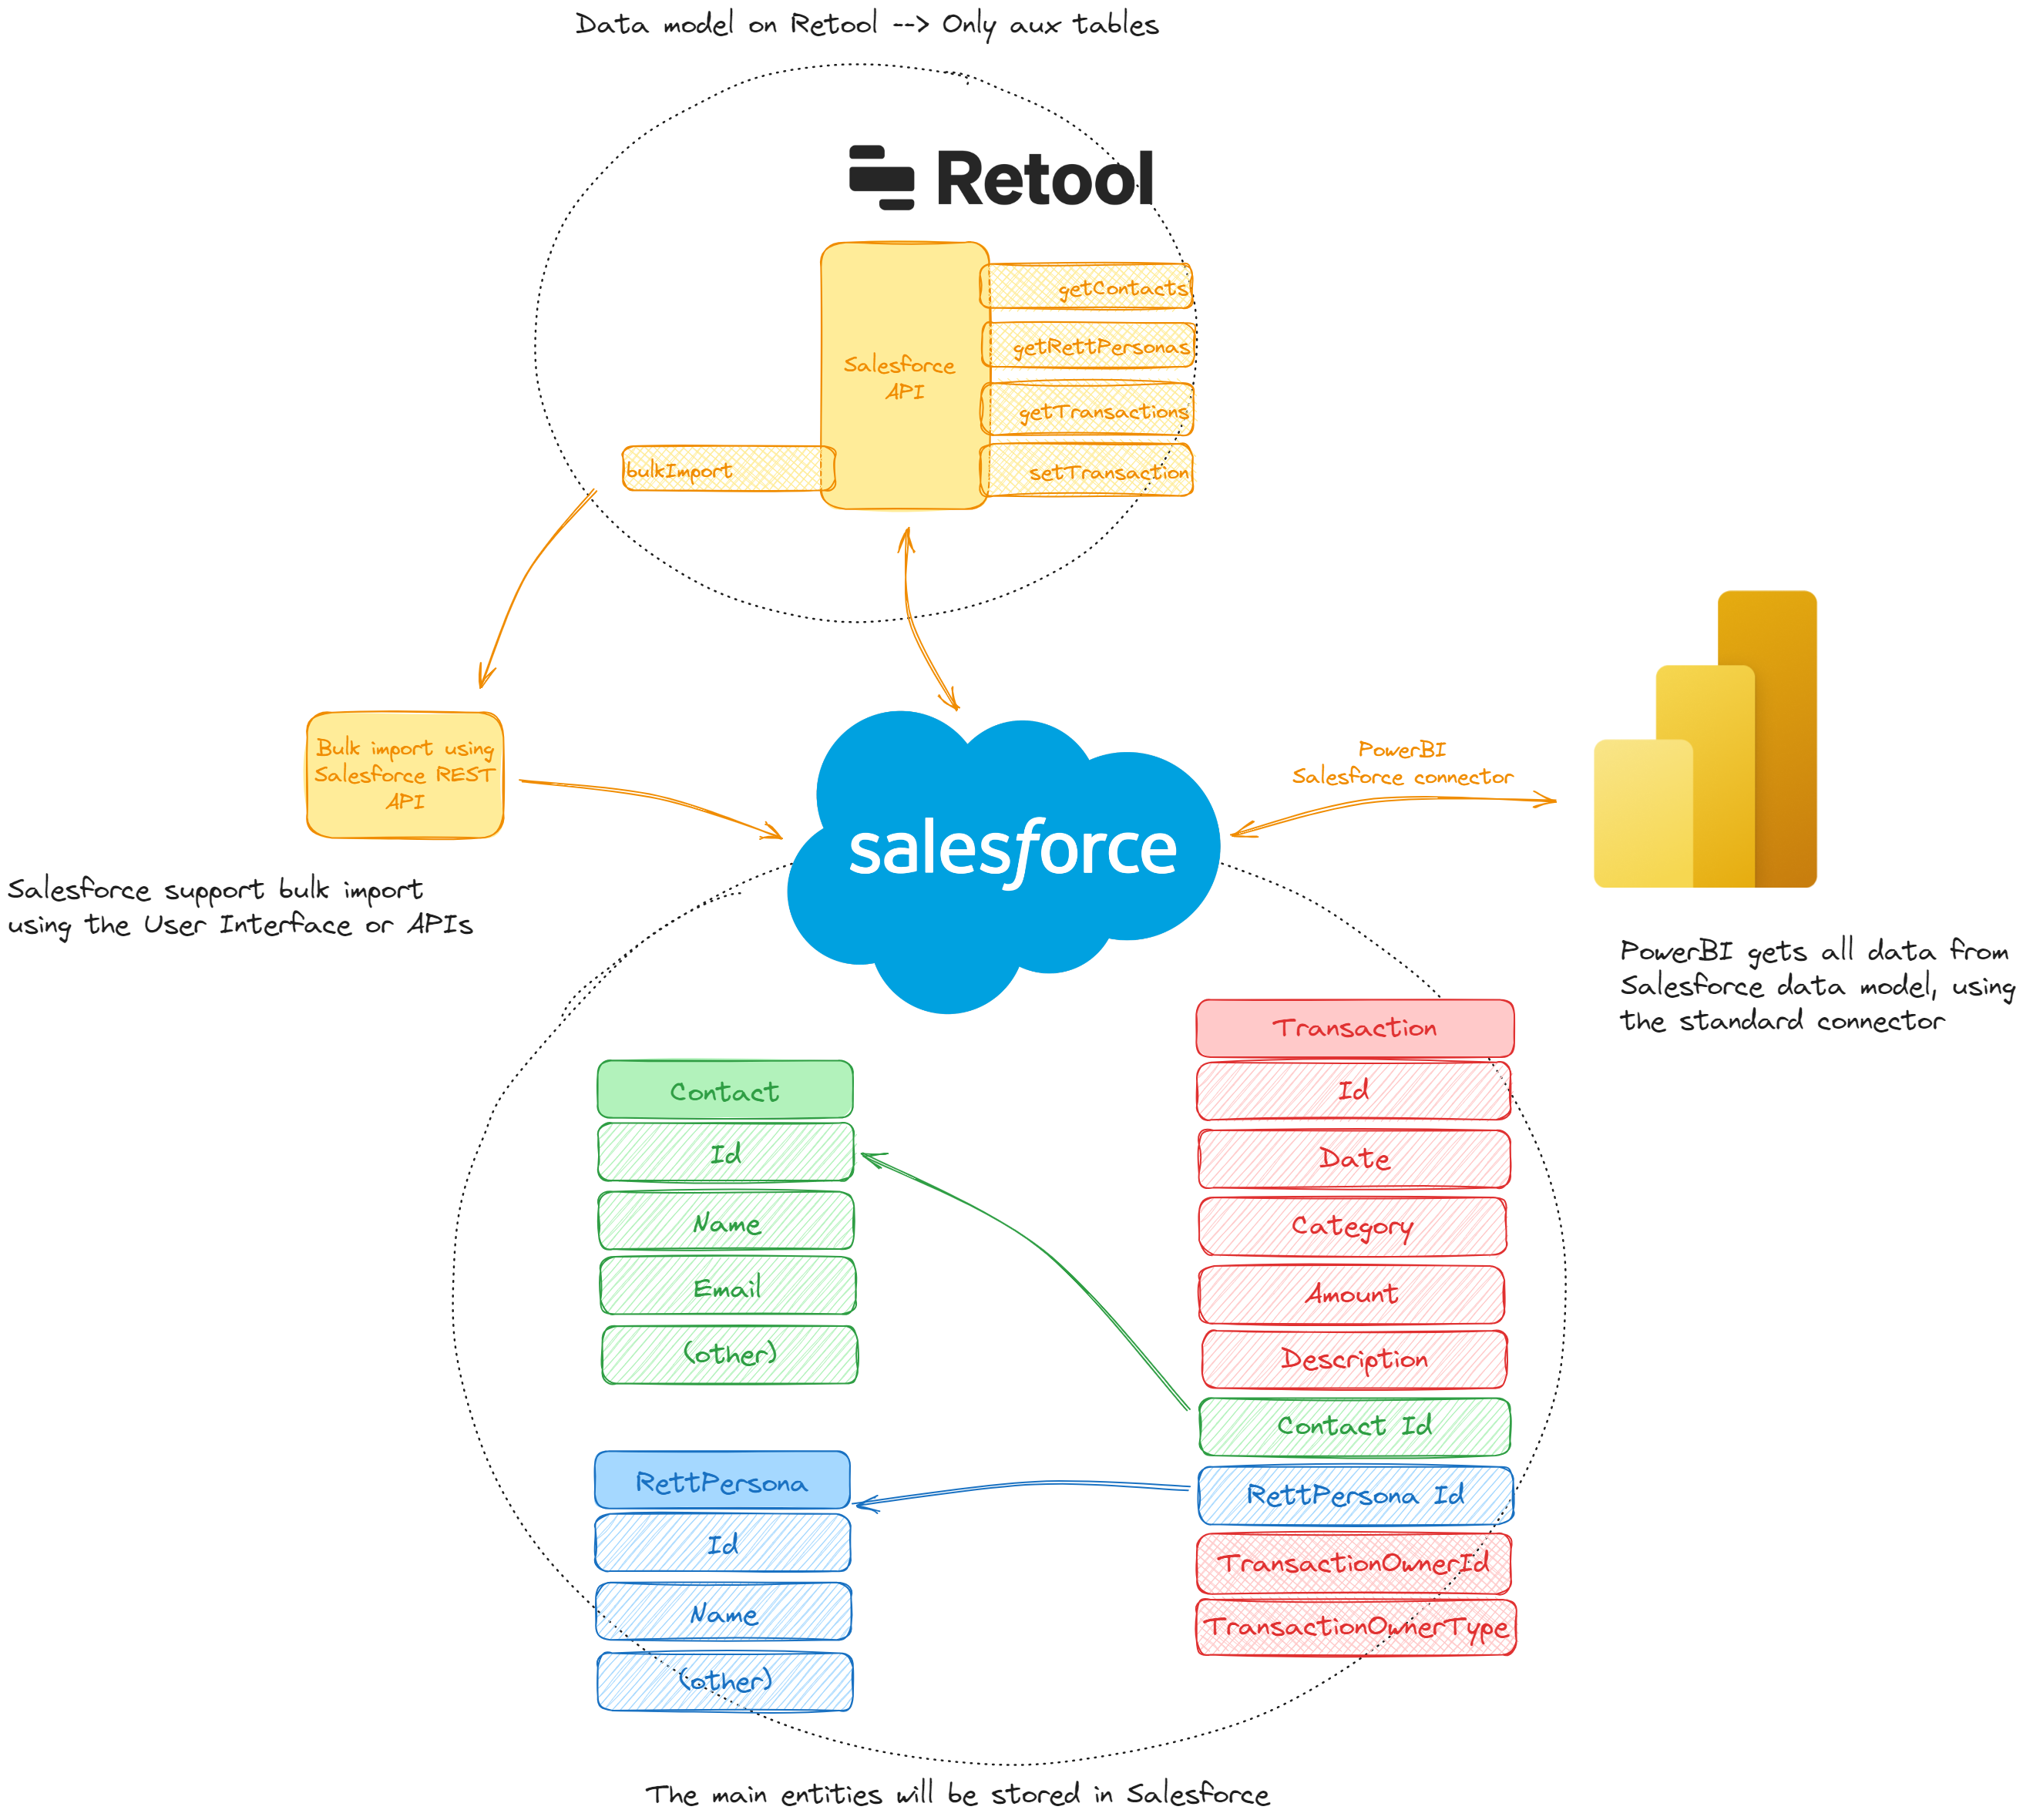 Data model on Retool --> Only aux tables
Retool
Salesforce
API
getContacts
getRettPersonas
getTransactions
setTransaction
bulkImport
Bulk import using
Salesforce REST
API
Salesforce support bulk import
using the User Interface or APIs
salesforce
PowerBI
Salesforce connector
PowerBI gets all data from
Salesforce data model, using
the standard connector
Contact
Id
Name
Email
(other)
RettPersona
Id
Name
(other)
Transaction
Id
Date
Category
Amount
Description
Contact Id
RettPersona Id
TransactionOwnerId
TransactionOwnerType
The main entities will be stored in Salesforce